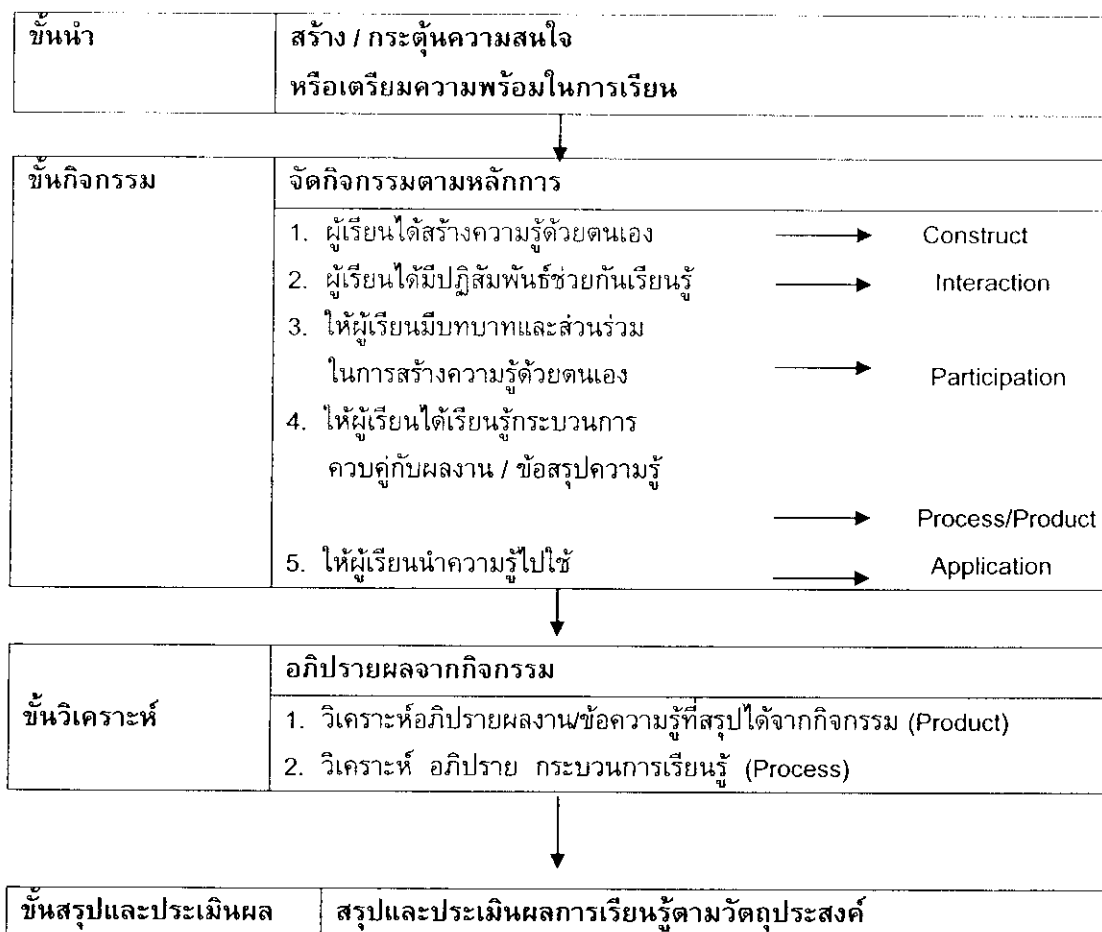 ขั้นนำ สร้าง / กระตุ้นความสนใจ
หรือเตรียมความพร้อมในการเรียน
ขั้นกิจกรรม จัดกิจกรรมตามหลักการ
1. ผู้เรียนได้สร้างความรู้ด้วยตนเอง Construct
2. ผู้เรียนได้มีปฏิสัมพันธ์ช่วยกันเรียนรู้ Interaction
3. ให้ผู้เรียนมีบทบาทและส่วนร่วม
ในการสร้างความรู้ด้วยตนเอง Participation
4. ให้ผู้เรียนได้เรียนรู้กระบวนการ
ควบคู่กับผลงาน / ข้อสรุปความรู้
Process/Product
5. ให้ผู้เรียนนำความรู้ไปใช้ Application
อภิปรายผลจากกิจกรรม
ขั้นวิเคราะห์ 1. วิเคราะห์อภิปรายผลงาน/ข้อความรู้ที่สรุปได้จากกิจกรรม (Product)
2. วิเคราะห์ อภิปราย กระบวนการเรียนรู้ (Process)
ขั้นสรุปและประเมินผล สรุปและประเมินผลการเรียนรู้ตามวัตถุประสงค์